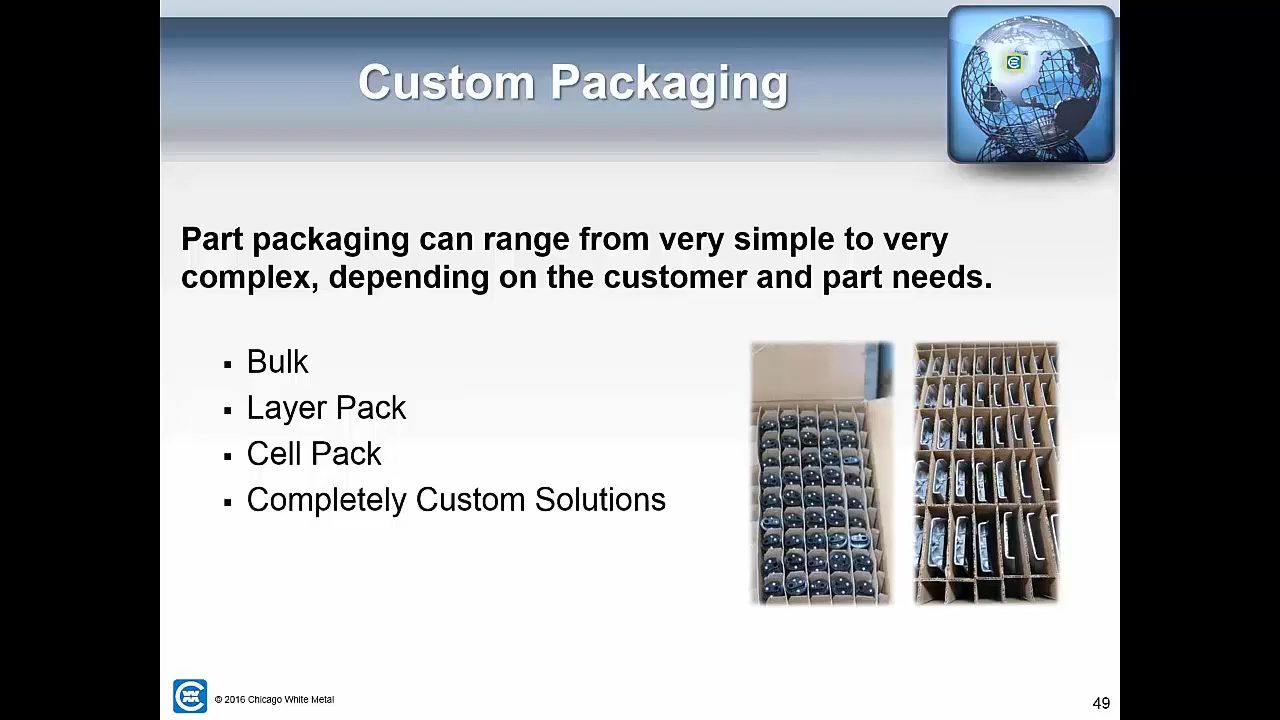 Custom Packaging
Part packaging can range from very simple to very
complex, depending on the customer and part needs.
▪ Bulk
▪ Layer Pack
▪ Cell Pack
▪ Completely Custom Solutions
© 2016 Chicago White Metal
49